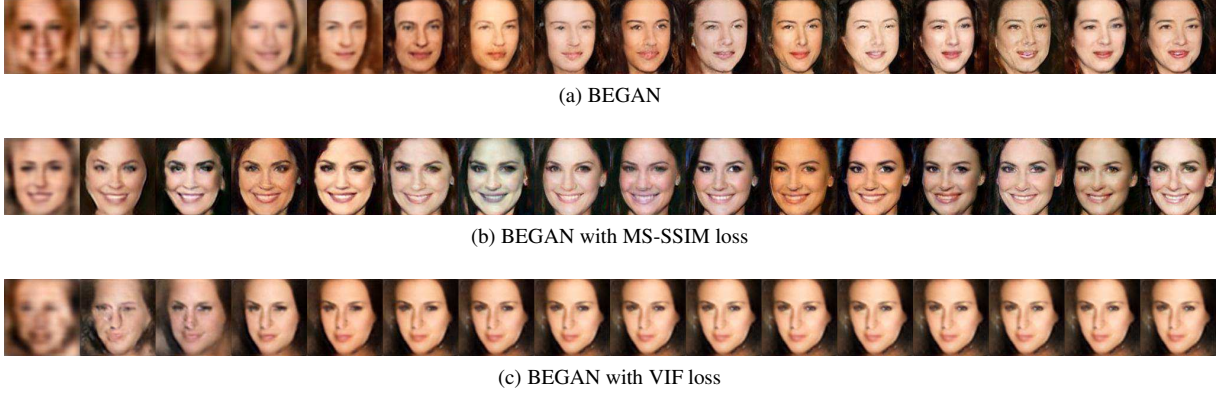 (a) BEGAN
(b) BEGAN with MS-SSIM loss
(c) BEGAN with VIF loss